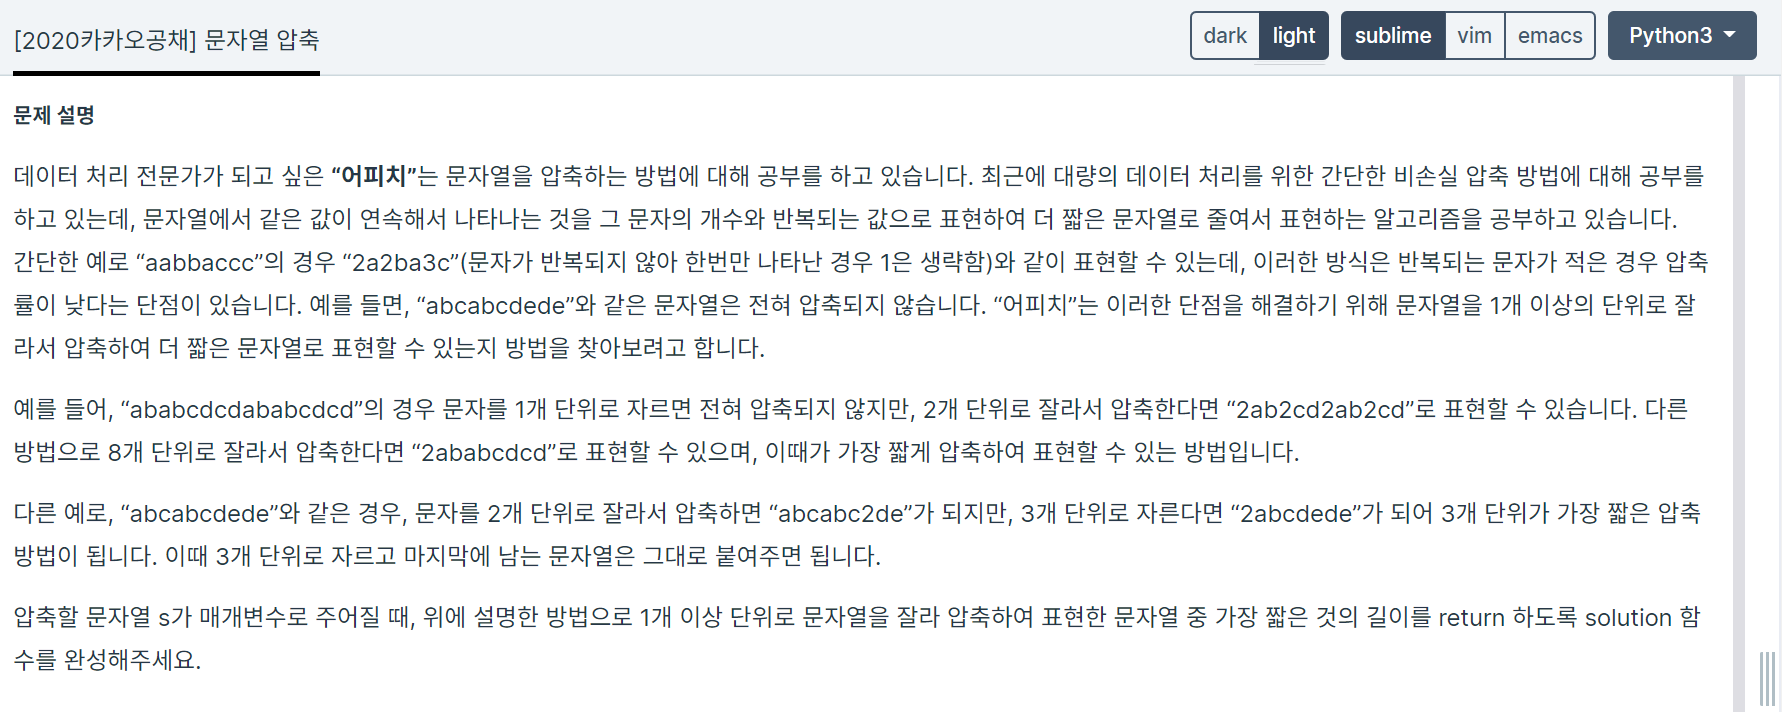 [2020카카오공채] 문자열 압축
dark light sublime vim emacs Python3
문제 설명
데이터 처리 전문가가 되고 싶은 “어피치”는 문자열을 압축하는 방법에 대해 공부를 하고 있습니다. 최근에 대량의 데이터 처리를 위한 간단한 비손실 압축 방법에 대해 공부를
하고 있는데, 문자열에서 같은 값이 연속해서 나타나는 것을 그 문자의 개수와 반복되는 값으로 표현하여 더 짧은 문자열로 줄여서 표현하는 알고리즘을 공부하고 있습니다.
간단한 예로 “aabbaccc”의 경우 “2a2ba3c”(문자가 반복되지 않아 한번만 나타난 경우 1은 생략함)와 같이 표현할 수 있는데, 이러한 방식은 반복되는 문자가 적은 경우 압축
률이 낮다는 단점이 있습니다. 예를 들면, “abcabcdede”와 같은 문자열은 전혀 압축되지 않습니다. “어피치”는 이러한 단점을 해결하기 위해 문자열을 1개 이상의 단위로 잘
라서 압축하여 더 짧은 문자열로 표현할 수 있는지 방법을 찾아보려고 합니다.
예를 들어, “ababcdcdababcdcd”의 경우 문자를 1개 단위로 자르면 전혀 압축되지 않지만, 2개 단위로 잘라서 압축한다면 “2ab2cd2ab2cd”로 표현할 수 있습니다. 다른
방법으로 8개 단위로 잘라서 압축한다면 “2ababcdcd”로 표현할 수 있으며, 이때가 가장 짧게 압축하여 표현할 수 있는 방법입니다.
다른 예로, “abcabcdede”와 같은 경우, 문자를 2개 단위로 잘라서 압축하면 “abcabc2de”가 되지만, 3개 단위로 자른다면 “2abcdede”가 되어 3개 단위가 가장 짧은 압축
방법이 됩니다. 이때 3개 단위로 자르고 마지막에 남는 문자열은 그대로 붙여주면 됩니다.
압축할 문자열 s가 매개변수로 주어질 때, 위에 설명한 방법으로 1개 이상 단위로 문자열을 잘라 압축하여 표현한 문자열 중 가장 짧은 것의 길이를 return 하도록 solution 함
수를 완성해주세요.